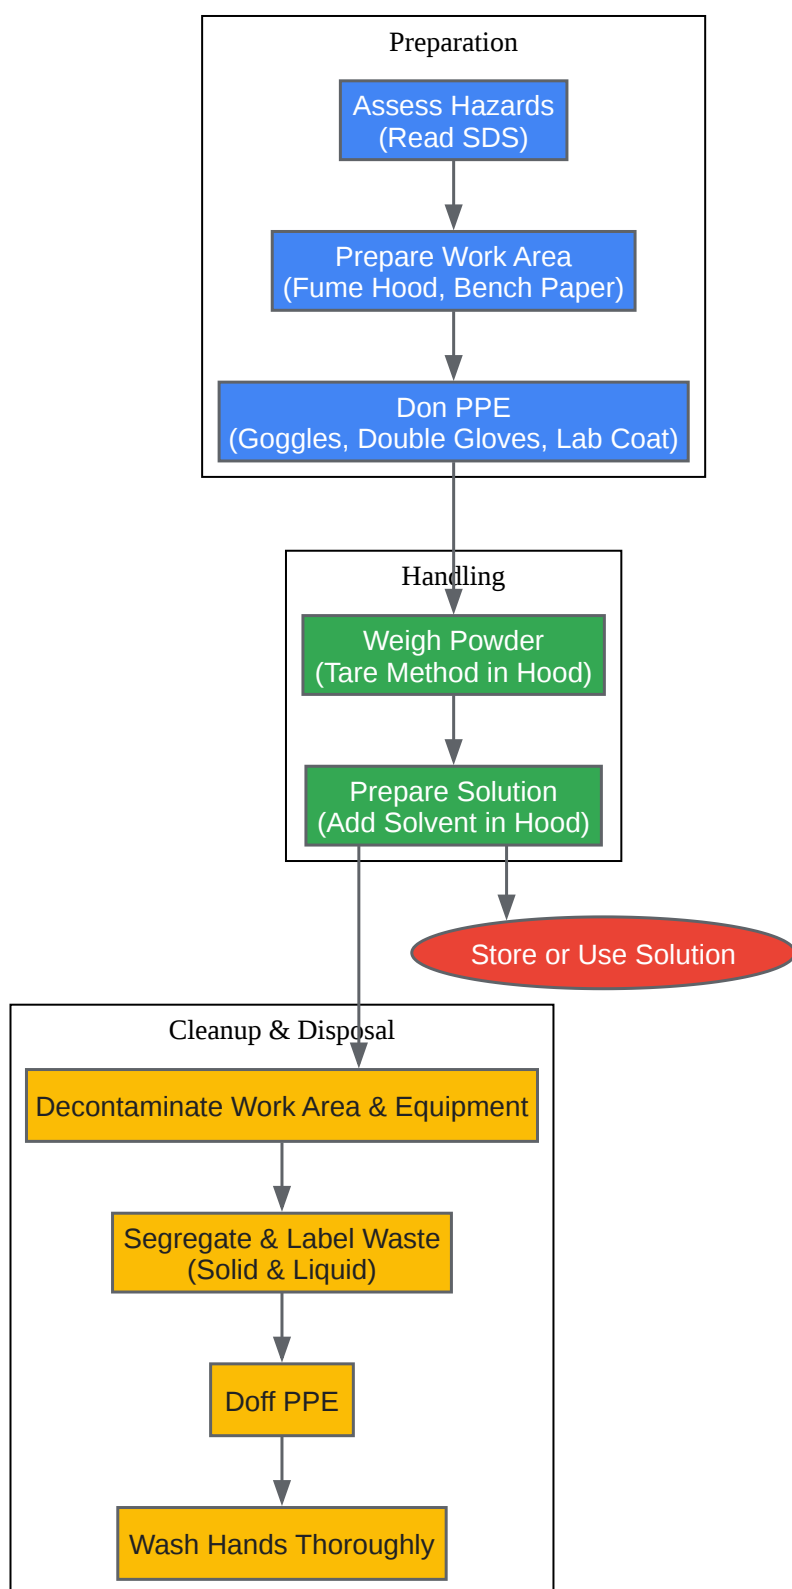 Preparation
Assess Hazards
(Read SDS)
Prepare Work Area
(Fume Hood, Bench Paper)
Don PPE
(Goggles, Double Gloves, Lab Coat)
Handling
Weigh Powder
(Tare Method in Hood)
Prepare Solution
(Add Solvent in Hood)
Store or Use Solution
Cleanup & Disposal
Decontaminate Work Area & Equipment
Segregate & Label Waste
(Solid & Liquid)
Doff PPE
Wash Hands Thoroughly